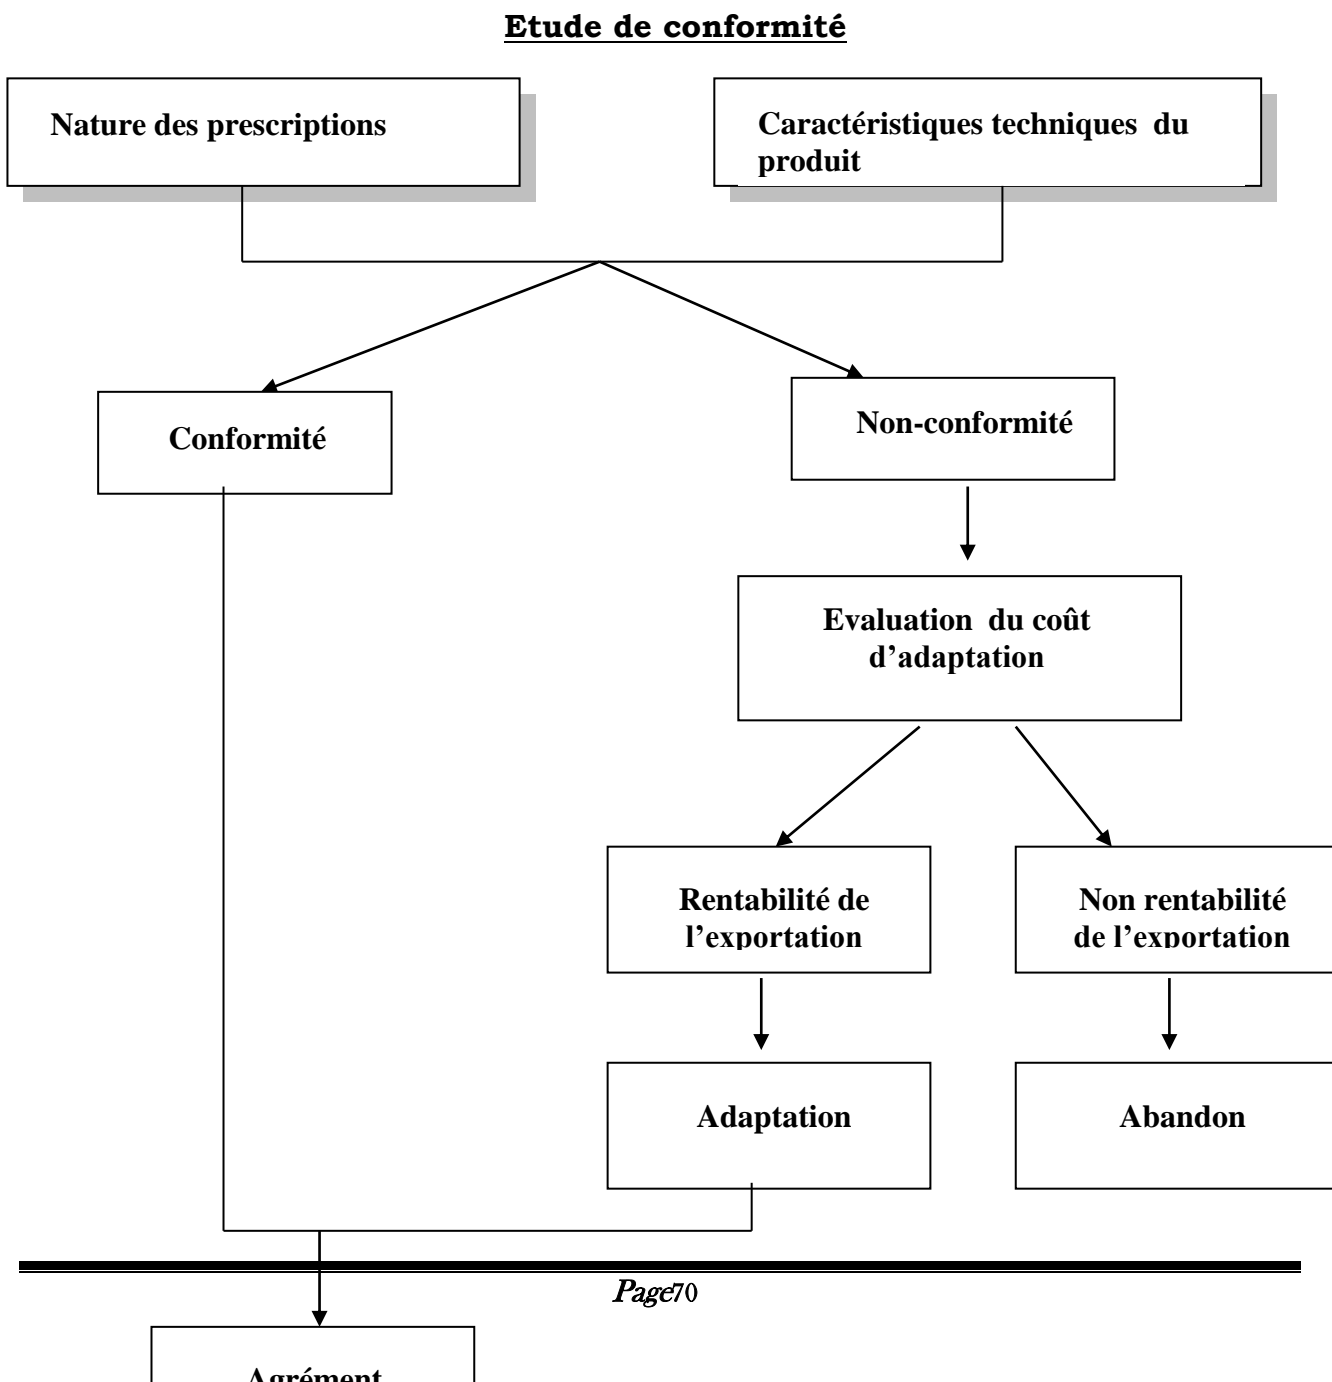 Etude de conformité
Nature des prescriptions
Caractéristiques techniques du
produit
Conformité
Non-conformité
Evaluation du coût
d’adaptation
Rentabilité de
l’exportation
Non rentabilité
de l’exportation
Adaptation
Abandon
Page70
Agrément